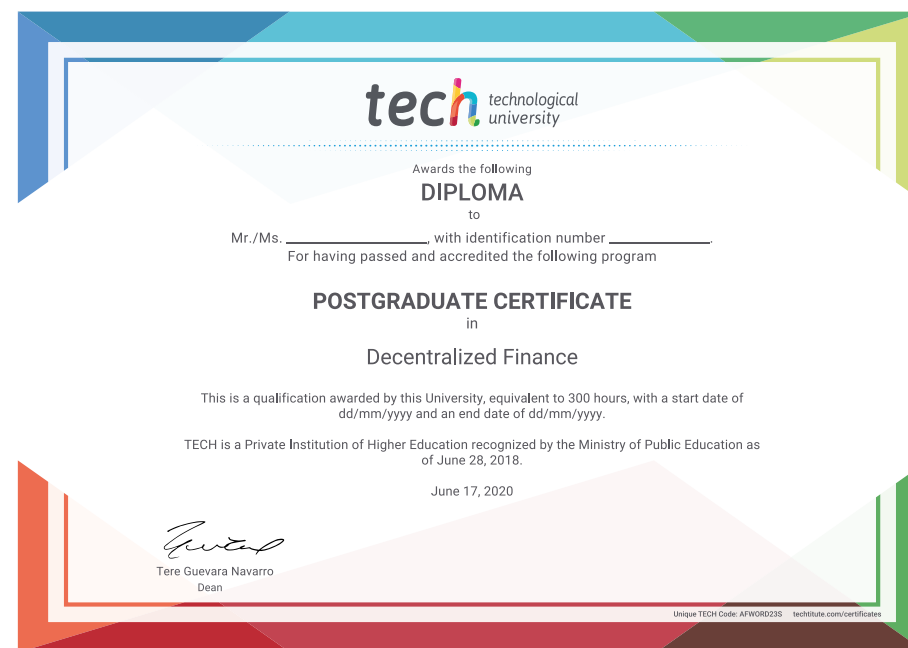 tech technological
university
Awards the following
DIPLOMA
to
Mr./Ms. ____________________, with identification number ______________.
For having passed and accredited the following program
POSTGRADUATE CERTIFICATE
in
Decentralized Finance
This is a qualification awarded by this University, equivalent to 300 hours, with a start date of
dd/mm/yyyy and an end date of dd/mm/yyyy.
TECH is a Private Institution of Higher Education recognized by the Ministry of Public Education as
of June 28, 2018.
June 17, 2020
Tere Guevara Navarro
Dean
Unique TECH Code: AFWORD23S techtitute.com/certificates